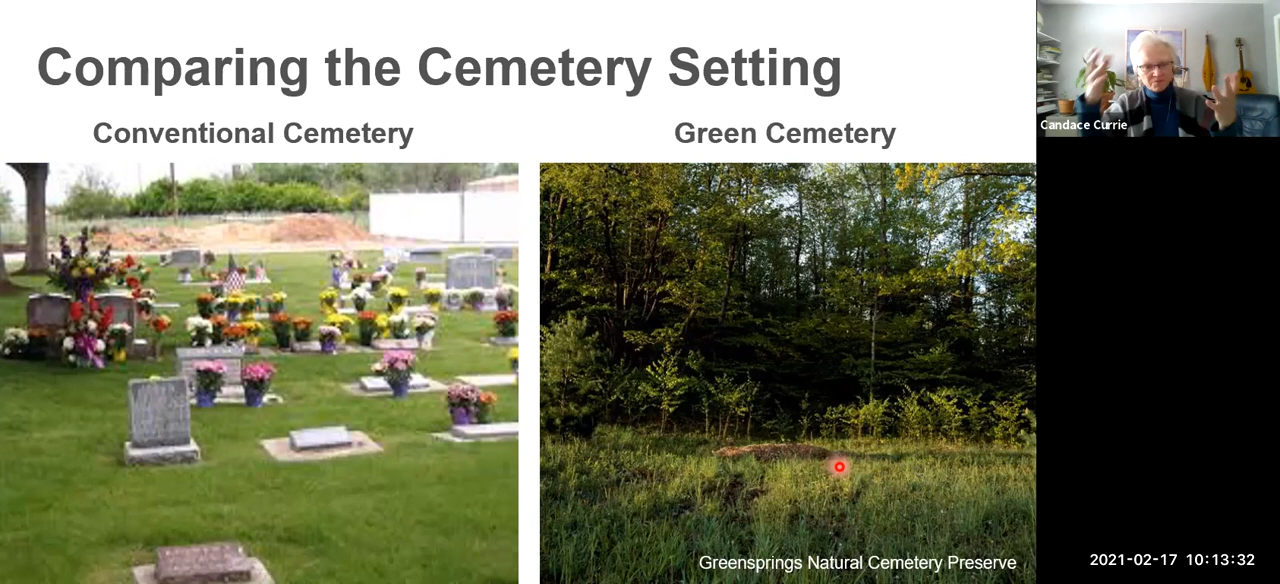 Comparing the Cemetery Setting
Conventional Cemetery
Green Cemetery
Greensprings Natural Cemetery Preserve
Candace Currie
2021-02-17 10:13:32